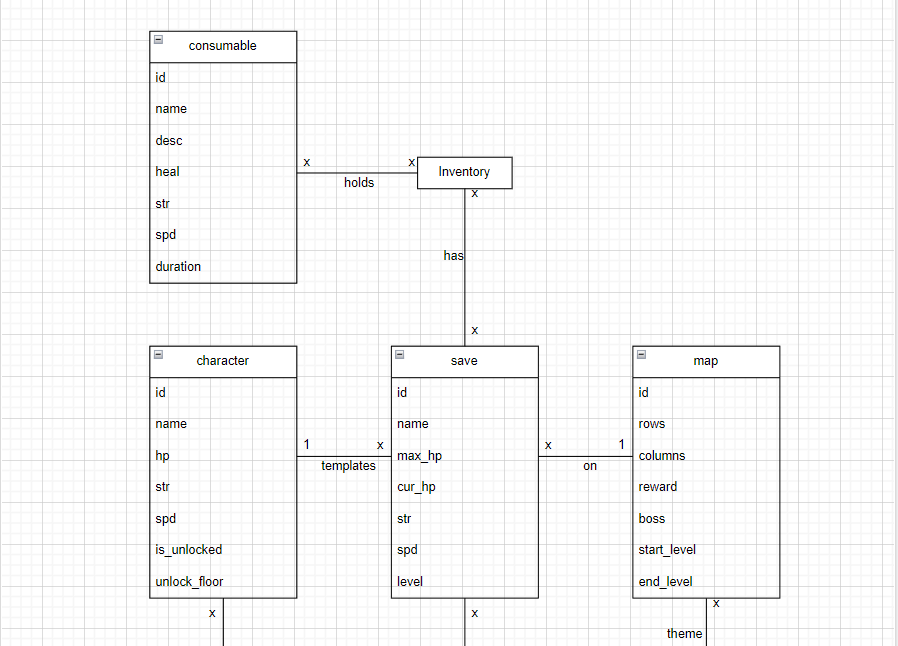 consumable
id
name
desc
heal
str
spd
duration
x
x
holds
Inventory
x
has
x
character
id
name
hp
str
spd
is_unlocked
unlock_floor
x
1
x
templates
save
id
name
max_hp
cur_hp
str
spd
level
x
x
1
on
map
id
rows
columns
reward
boss
start_level
end_level
x
theme